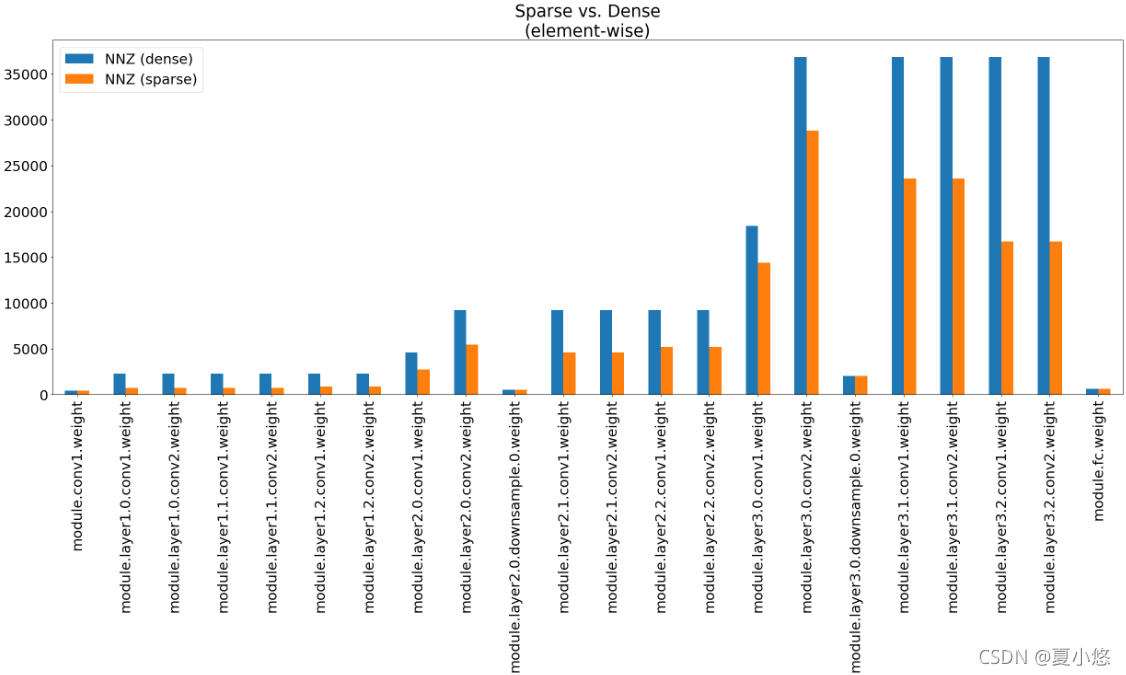 Sparse vs. Dense
(element-wise)
NNZ (dense)
NNZ (sparse)
35000
30000
25000
20000
15000
10000
5000
0
module.conv1.weight
module.layer1.0.conv1.weight
module.layer1.0.conv2.weight
module.layer1.1.conv1.weight
module.layer1.1.conv2.weight
module.layer1.2.conv1.weight
module.layer1.2.conv2.weight
module.layer2.0.conv1.weight
module.layer2.0.conv2.weight
module.layer2.0.downsample.0.weight
module.layer2.1.conv1.weight
module.layer2.1.conv2.weight
module.layer2.2.conv1.weight
module.layer2.2.conv2.weight
module.layer3.0.conv1.weight
module.layer3.0.conv2.weight
module.layer3.0.downsample.0.weight
module.layer3.1.conv1.weight
module.layer3.1.conv2.weight
module.layer3.2.conv1.weight
module.layer3.2.conv2.weight
module.fc.weight
CSDN @夏小悠